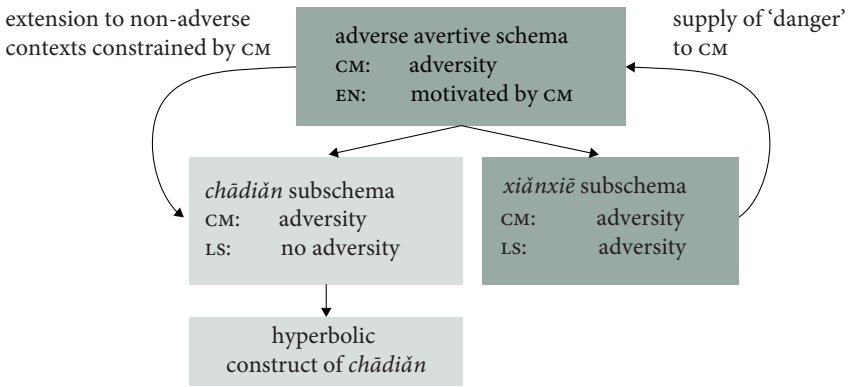 extension to non-adverse
contexts constrained by CM
adverse avertive schema
CM: adversity
EN: motivated by CM
supply of ‘danger’
to CM
chādiǎn subschema
CM: adversity
LS: no adversity
xiǎnxiē subschema
CM: adversity
LS: adversity
hyperbolic
construct of chādiǎn